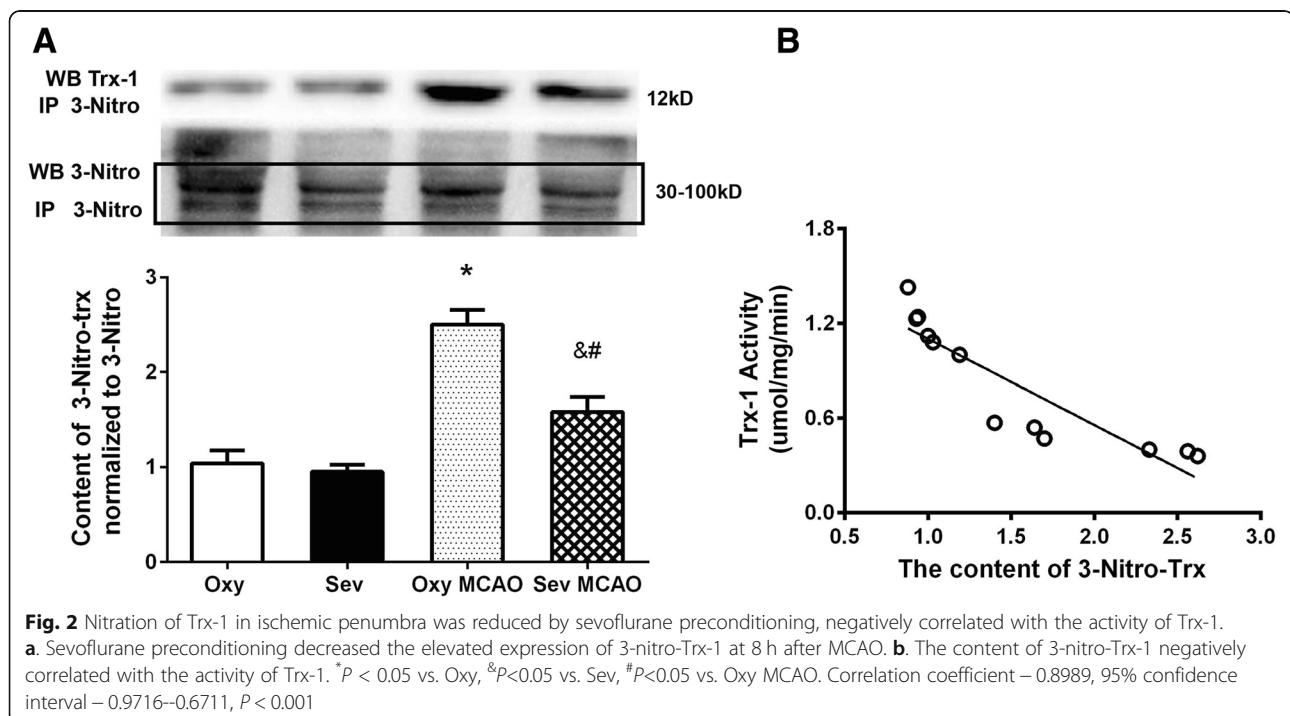 A
WB Trx-1
IP 3-Nitro
12kD
WB 3-Nitro
IP 3-Nitro
30-100kD
Content of 3-Nitro-trx
normalized to 3-Nitro
3
2
1
0
*
&#
Oxy
Sev
Oxy MCAO
Sev MCAO
B
Trx-1 Activity
(umol/mg/min)
1.8
1.2
0.6
0.0
0.5
1.0
1.5
2.0
2.5
3.0
The content of 3-Nitro-Trx
Fig. 2 Nitration of Trx-1 in ischemic penumbra was reduced by sevoflurane preconditioning, negatively correlated with the activity of Trx-1.
a. Sevoflurane preconditioning decreased the elevated expression of 3-nitro-Trx-1 at 8 h after MCAO. b. The content of 3-nitro-Trx-1 negatively
correlated with the activity of Trx-1. *P < 0.05 vs. Oxy, &P<0.05 vs. Sev, #P<0.05 vs. Oxy MCAO. Correlation coefficient − 0.8989, 95% confidence
interval − 0.9716--0.6711, P < 0.001